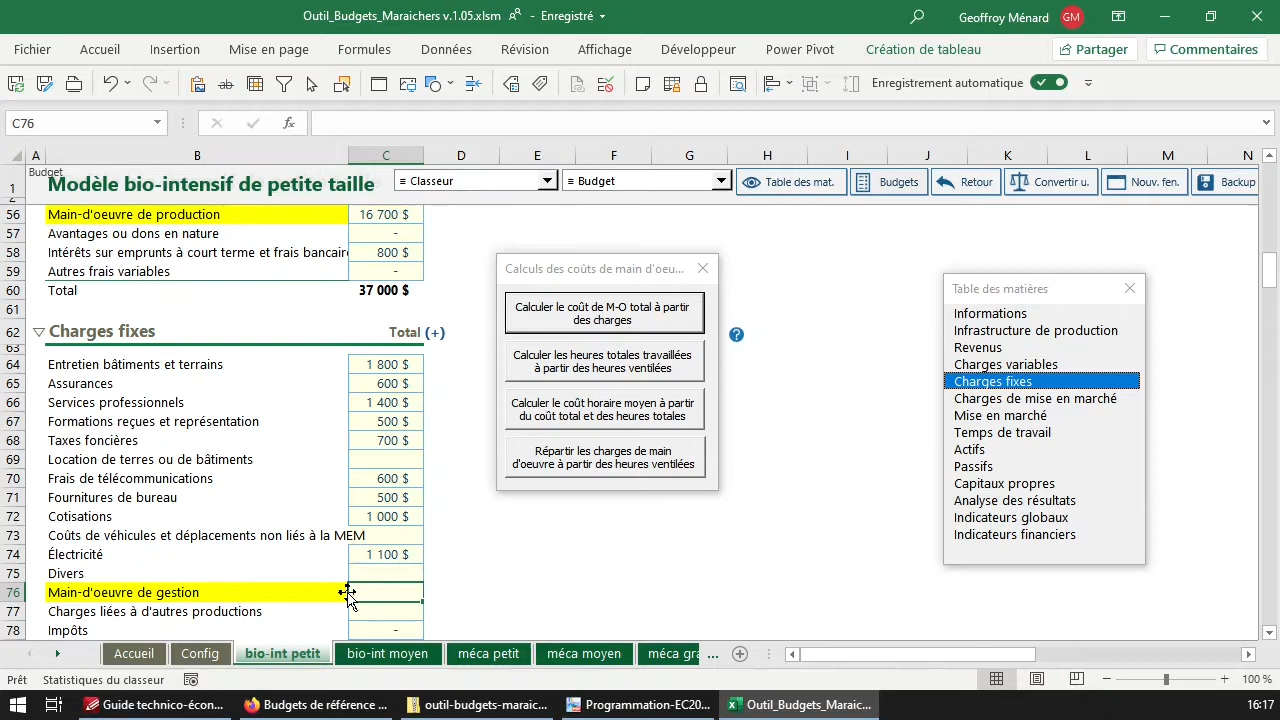 Outil_Budgets_Maraichers v.1.05.xlsm - Enregistré
Geoffroy Ménard GM
Fichier Accueil Insertion Mise en page Formules Données Révision Affichage Développeur Power Pivot Création de tableau Partager Commentaires
Enregistrement automatique
C76 fx
A B C D E F G H I J K L M N
Budget
1 Modèle bio-intensif de petite taille ≡ Classeur ≡ Budget Table des mat. Budgets Retour Convertir u. Nouv. fen. Backup
56 Main-d'oeuvre de production 16 700 $
57 Avantages ou dons en nature -
58 Intérêts sur emprunts à court terme et frais bancair 800 $
59 Autres frais variables -
60 Total 37 000 $
61
62 Charges fixes Total (+)
63
64 Entretien bâtiments et terrains 1 800 $
65 Assurances 600 $
66 Services professionnels 1 400 $
67 Formations reçues et représentation 500 $
68 Taxes foncières 700 $
69 Location de terres ou de bâtiments
70 Frais de télécommunications 600 $
71 Fournitures de bureau 500 $
72 Cotisations 1 000 $
73 Coûts de véhicules et déplacements non liés à la MEM
74 Électricité 1 100 $
75 Divers
76 Main-d'oeuvre de gestion
77 Charges liées à d'autres productions
78 Impôts -
Calculs des coûts de main d'oeu...
Calculer le coût de M-O total à partir
des charges
Calculer les heures totales travaillées
à partir des heures ventilées
Calculer le coût horaire moyen à partir
du coût total et des heures totales
Répartir les charges de main
d'oeuvre à partir des heures ventilées
?
Table des matières
Informations
Infrastructure de production
Revenus
Charges variables
Charges fixes
Charges de mise en marché
Mise en marché
Temps de travail
Actifs
Passifs
Capitaux propres
Analyse des résultats
Indicateurs globaux
Indicateurs financiers
Accueil Config bio-int petit bio-int moyen méca petit méca moyen méca gra ...
Prêt Statistiques du classeur 100 %
Guide technico-écon... Budgets de référence ... outil-budgets-maraic... Programmation-EC20... Outil_Budgets_Maraic... 16:17